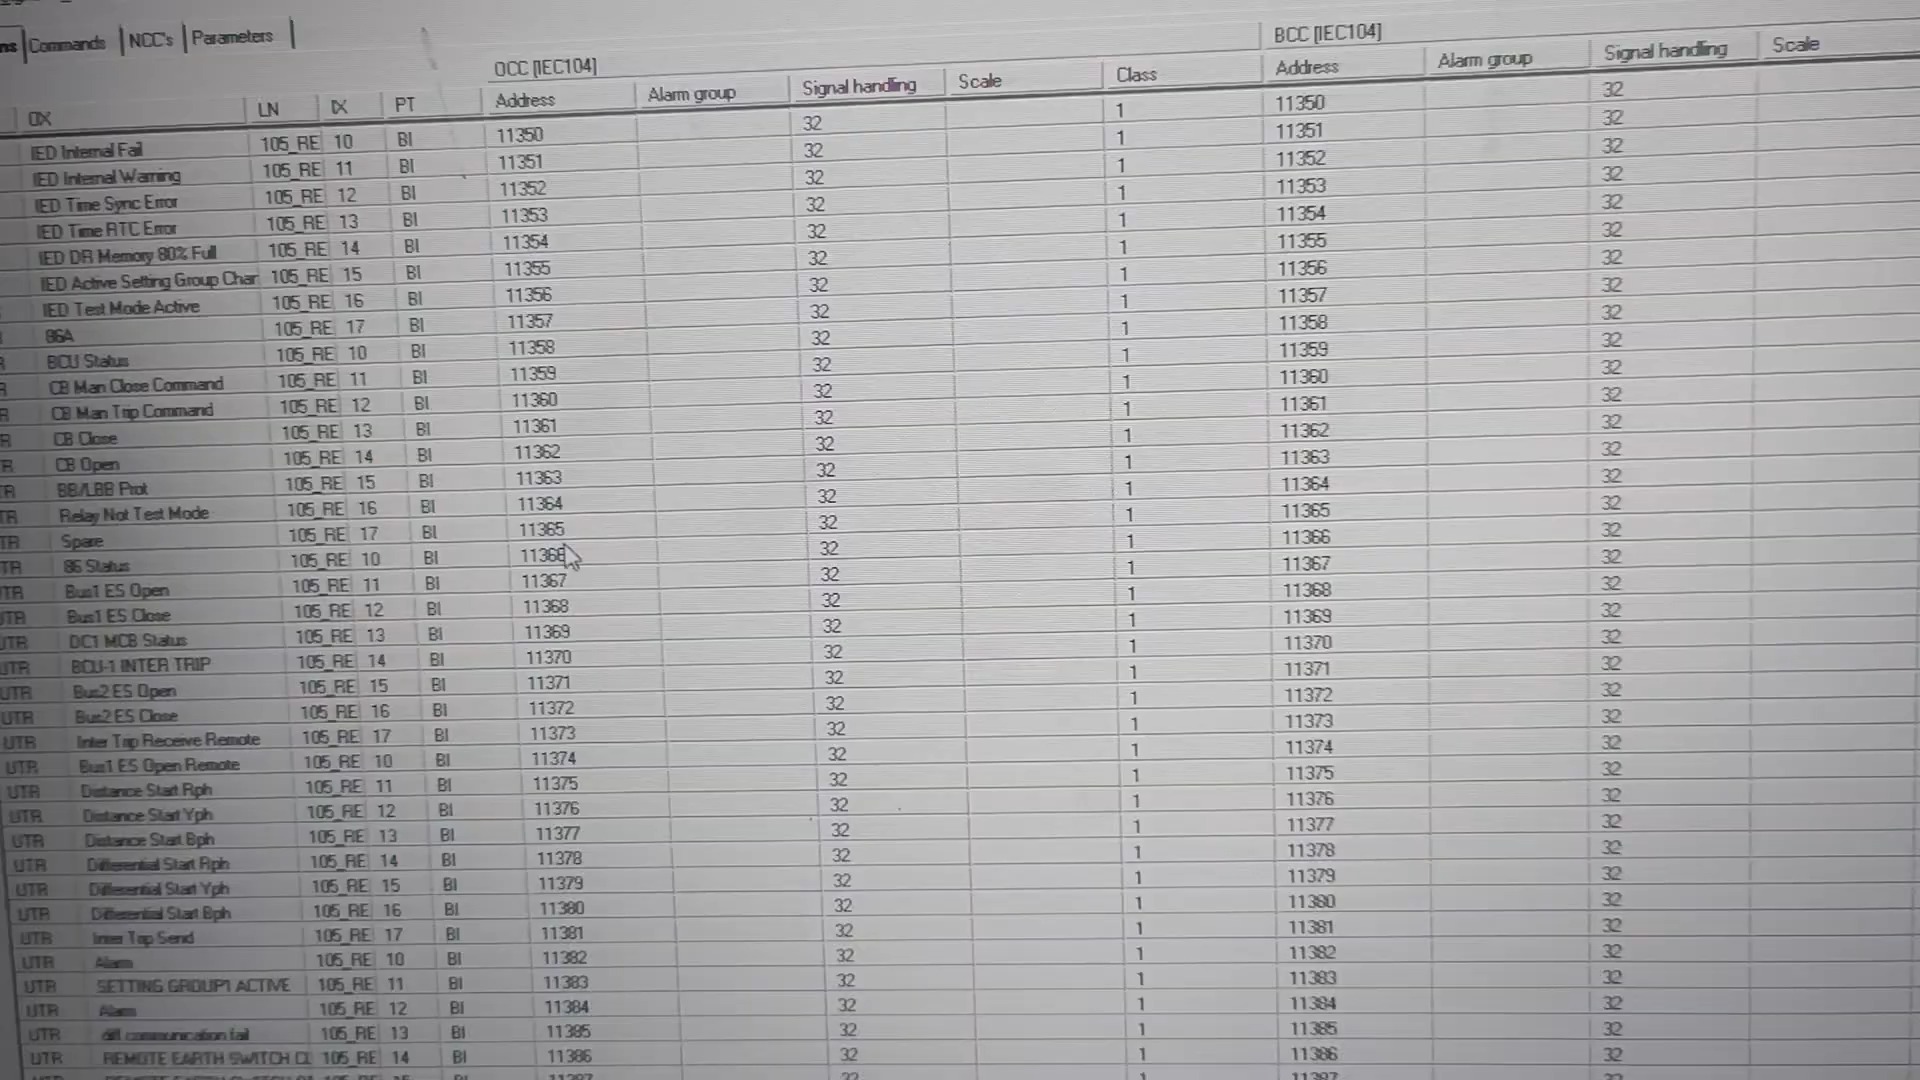 ns Commands NCC's Parameters
OCC [IEC104] BCC [IEC104]
OX LN IX PT Address Alarm group Signal handling Scale Class Address Alarm group Signal handling Scale
IED Internal Fail 105_RE 10 BI 11350 32 1 11350 32
IED Internal Warning 105_RE 11 BI 11351 32 1 11351 32
IED Time Sync Error 105_RE 12 BI 11352 32 1 11352 32
IED Time RTC Error 105_RE 13 BI 11353 32 1 11353 32
IED DR Memory 80% Full 105_RE 14 BI 11354 32 1 11354 32
IED Active Setting Group Char 105_RE 15 BI 11355 32 1 11355 32
IED Test Mode Active 105_RE 16 BI 11356 32 1 11356 32
86A 105_RE 17 BI 11357 32 1 11357 32
R BCU Status 105_RE 10 BI 11358 32 1 11358 32
R CB Man Close Command 105_RE 11 BI 11359 32 1 11359 32
R CB Man Trip Command 105_RE 12 BI 11360 32 1 11360 32
R CB Close 105_RE 13 BI 11361 32 1 11361 32
R CB Open 105_RE 14 BI 11362 32 1 11362 32
TR BB/LBB Prot 105_RE 15 BI 11363 32 1 11363 32
TR Relay Not Test Mode 105_RE 16 BI 11364 32 1 11364 32
TR Spare 105_RE 17 BI 11365 32 1 11365 32
TR 86 Status 105_RE 10 BI 11366 32 1 11366 32
UTR Bus1 ES Open 105_RE 11 BI 11367 32 1 11367 32
UTR Bus1 ES Close 105_RE 12 BI 11368 32 1 11368 32
UTR DC1 MCB Status 105_RE 13 BI 11369 32 1 11369 32
UTR BCU-1 INTER TRIP 105_RE 14 BI 11370 32 1 11370 32
UTR Bus2 ES Open 105_RE 15 BI 11371 32 1 11371 32
UTR Bus2 ES Close 105_RE 16 BI 11372 32 1 11372 32
UTR Inter Trip Receive Remote 105_RE 17 BI 11373 32 1 11373 32
UTR Bus1 ES Open Remote 105_RE 10 BI 11374 32 1 11374 32
UTR Distance Start Rph 105_RE 11 BI 11375 32 1 11375 32
UTR Distance Start Yph 105_RE 12 BI 11376 32 1 11376 32
UTR Distance Start Bph 105_RE 13 BI 11377 32 1 11377 32
UTR Differential Start Rph 105_RE 14 BI 11378 32 1 11378 32
UTR Differential Start Yph 105_RE 15 BI 11379 32 1 11379 32
UTR Differential Start Bph 105_RE 16 BI 11380 32 1 11380 32
UTR Inter Trip Send 105_RE 17 BI 11381 32 1 11381 32
UTR Alarm 105_RE 10 BI 11382 32 1 11382 32
UTR SETTING GROUP1 ACTIVE 105_RE 11 BI 11383 32 1 11383 32
UTR Alarm 105_RE 12 BI 11384 32 1 11384 32
UTR diff communication fail 105_RE 13 BI 11385 32 1 11385 32
UTR REMOTE EARTH SWITCH CL 105_RE 14 BI 11386 32 1 11386 32